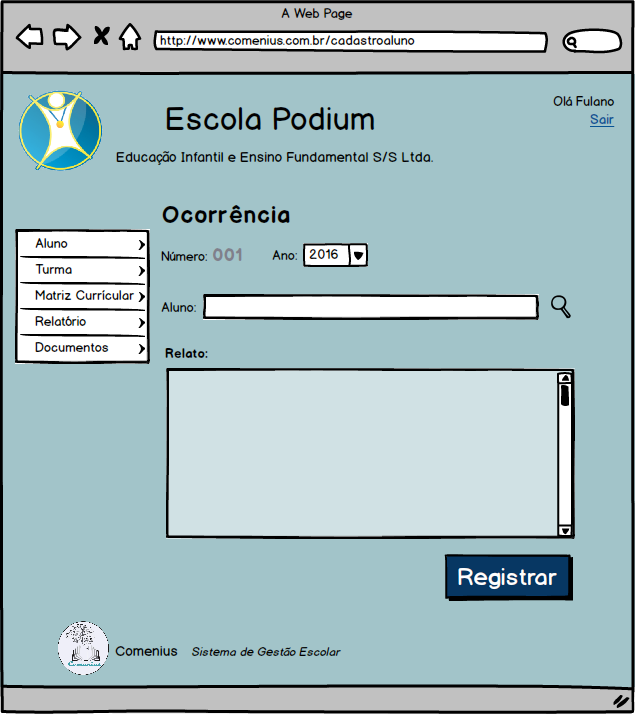 A Web Page
http://www.comenius.com.br/cadastroaluno
Olá Fulano
Sair
Escola Podium
Educação Infantil e Ensino Fundamental S/S Ltda.
Ocorrência
Número: 001 Ano: 2016
Aluno:
Relato:
Aluno
Turma
Matriz Curricular
Relatório
Documentos
Registrar
Comenius Sistema de Gestão Escolar